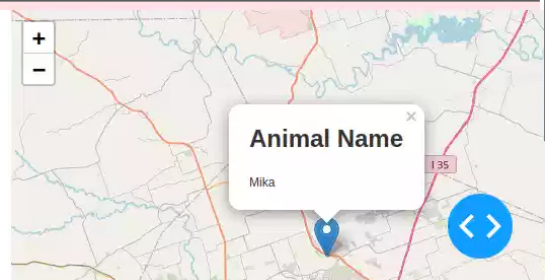 +
−
×
Animal Name
Mika
I 35
< >